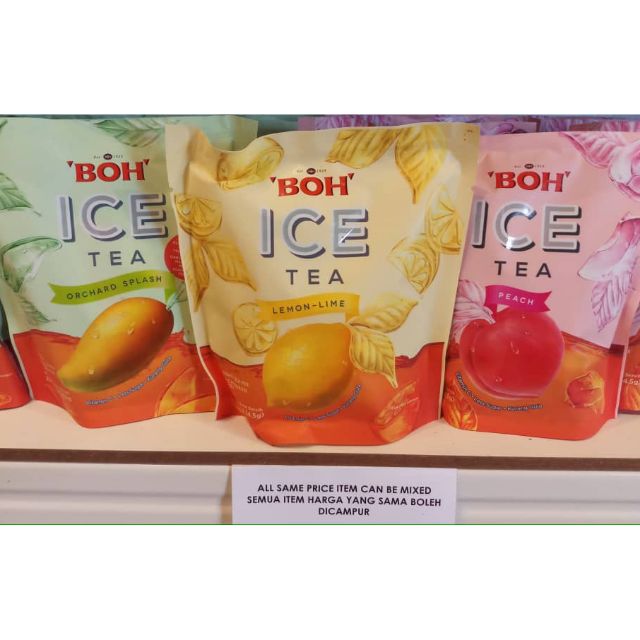 BOH
ICE
TEA
ORCHARD SPLASH
BOH
ICE
TEA
LEMON-LIME
BOH
ICE
TEA
PEACH
ALL SAME PRICE ITEM CAN BE MIXED
SEMUA ITEM HARGA YANG SAMA BOLEH
DICAMPUR